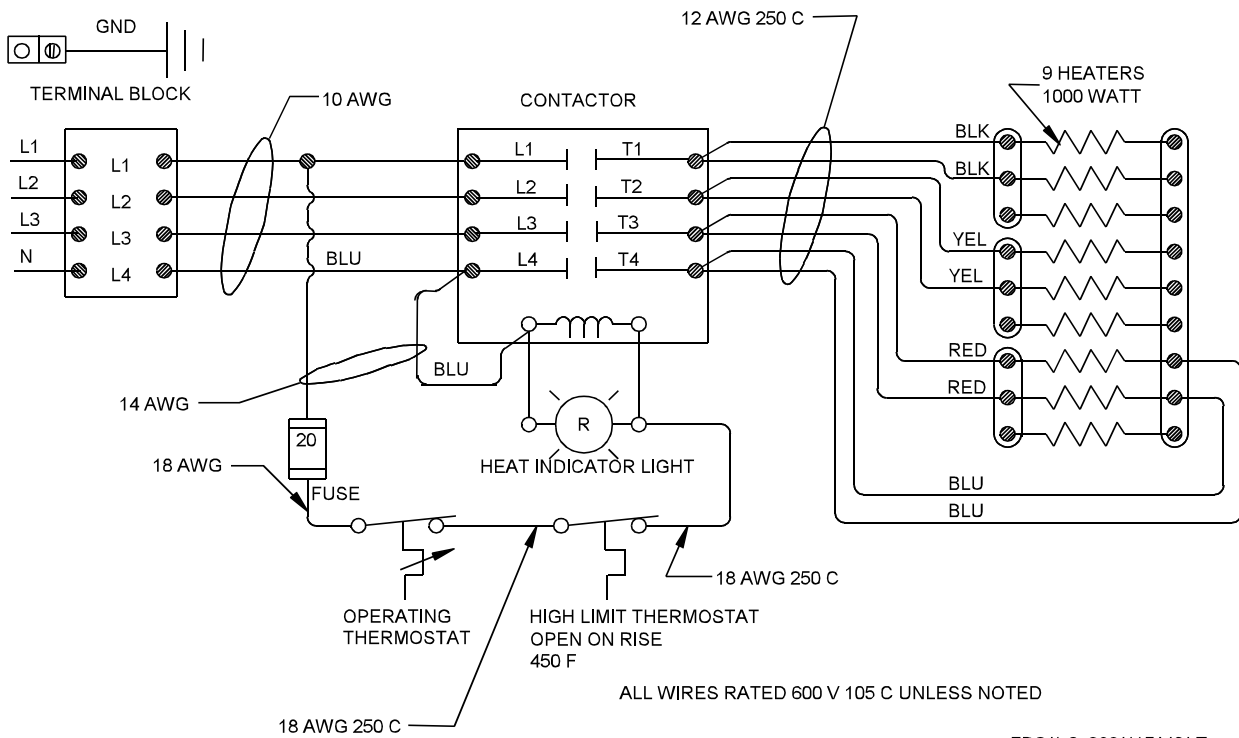 12 AWG 250 C
GND
TERMINAL BLOCK
10 AWG
CONTACTOR
9 HEATERS
1000 WATT
L1
L1
L1
T1
BLK
BLK
L2
L2
L2
T2
L3
L3
L3
T3
YEL
N
L4
BLU
L4
T4
YEL
BLU
RED
RED
14 AWG
R
20
HEAT INDICATOR LIGHT
18 AWG
FUSE
BLU
BLU
18 AWG 250 C
OPERATING
THERMOSTAT
HIGH LIMIT THERMOSTAT
OPEN ON RISE
450 F
ALL WIRES RATED 600 V 105 C UNLESS NOTED
18 AWG 250 C